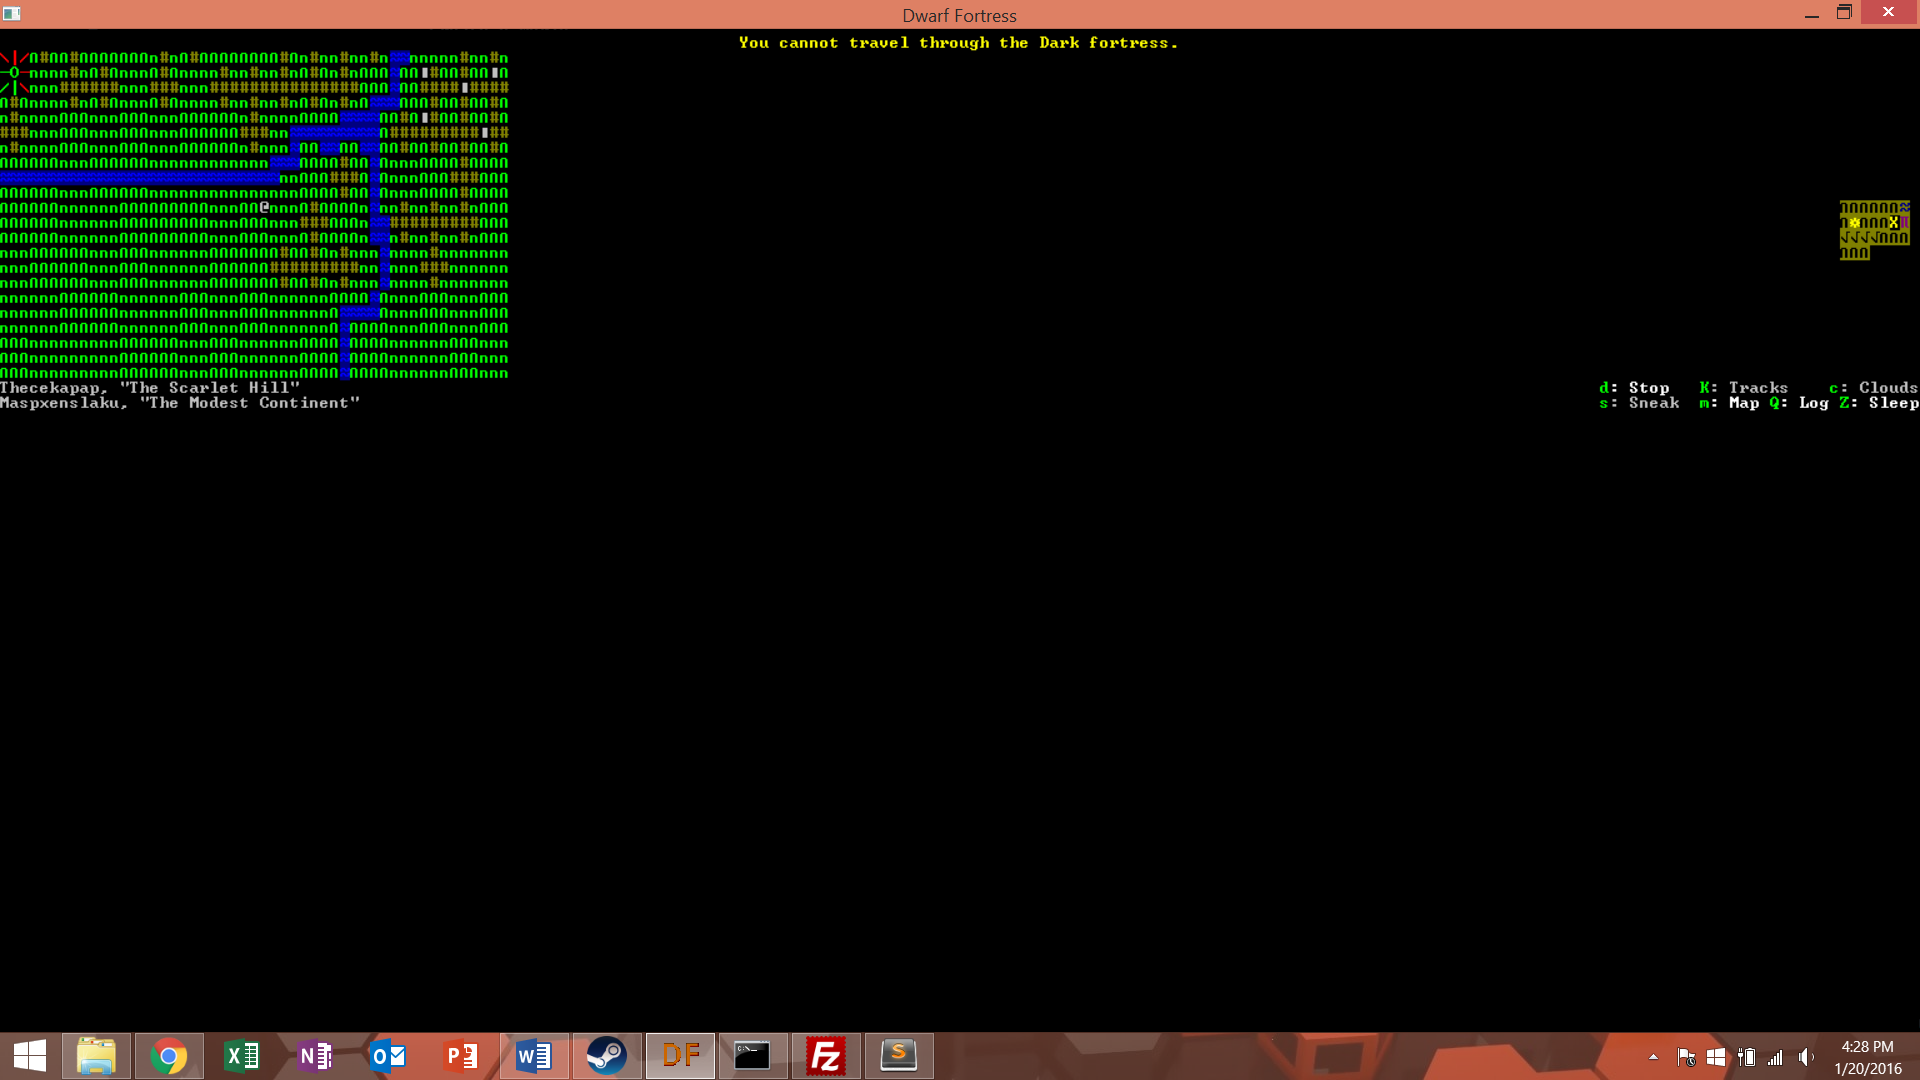 Dwarf Fortress
You cannot travel through the Dark fortress.
Thecekapap, "The Scarlet Hill"
Maspxenslaku, "The Modest Continent"
d: Stop K: Tracks c: Clouds
s: Sneak m: Map Q: Log Z: Sleep
4:28 PM
1/20/2016